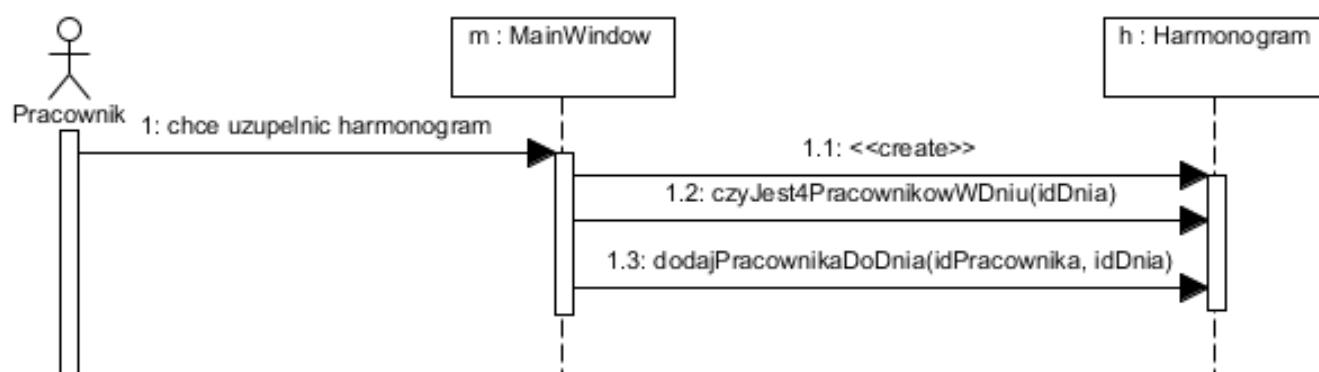 m : MainWindow
h : Harmonogram
Pracownik
1: chce uzupelnic harmonogram
1.1: <<create>>
1.2: czyJest4PracownikowWDniu(idDnia)
1.3: dodajPracownikaDoDnia(idPracownika, idDnia)